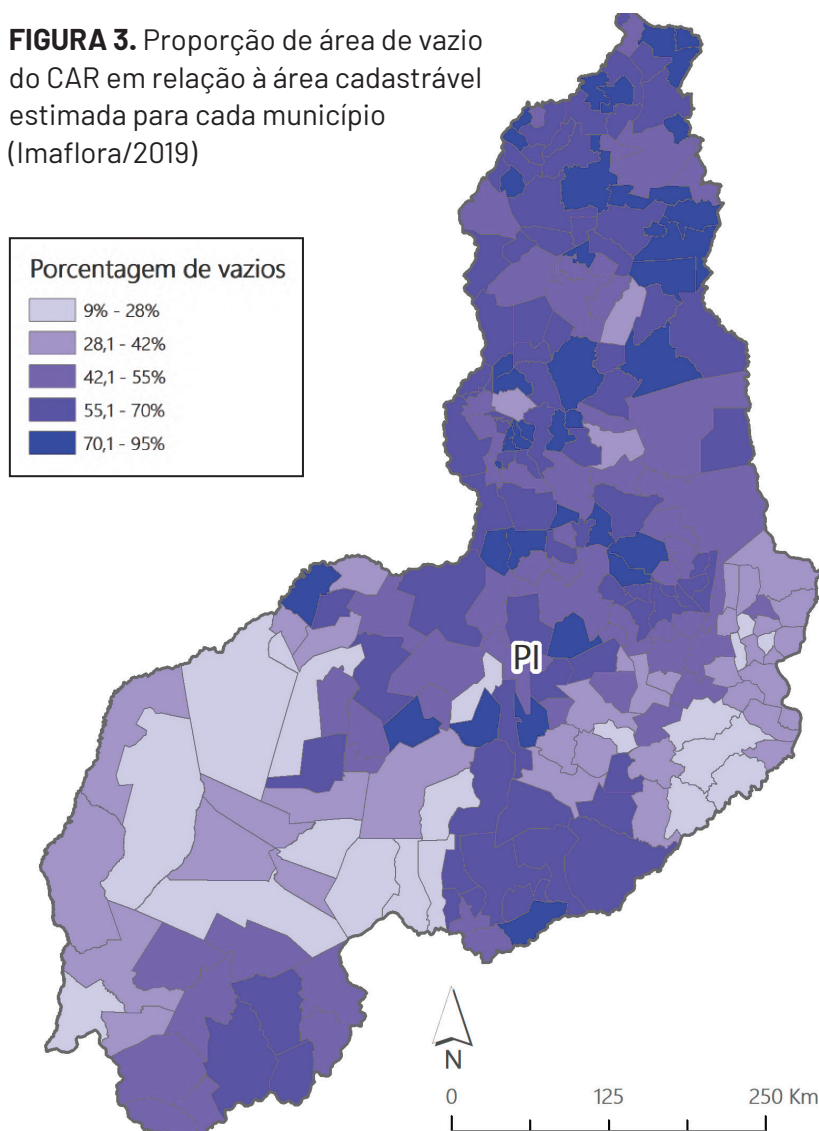 FIGURA 3. Proporção de área de vazio
do CAR em relação à área cadastrável
estimada para cada município
(Imaflora/2019)
Porcentagem de vazios
9% - 28%
28,1 - 42%
42,1 - 55%
55,1 - 70%
70,1 - 95%
PI
N
0 125 250 Km